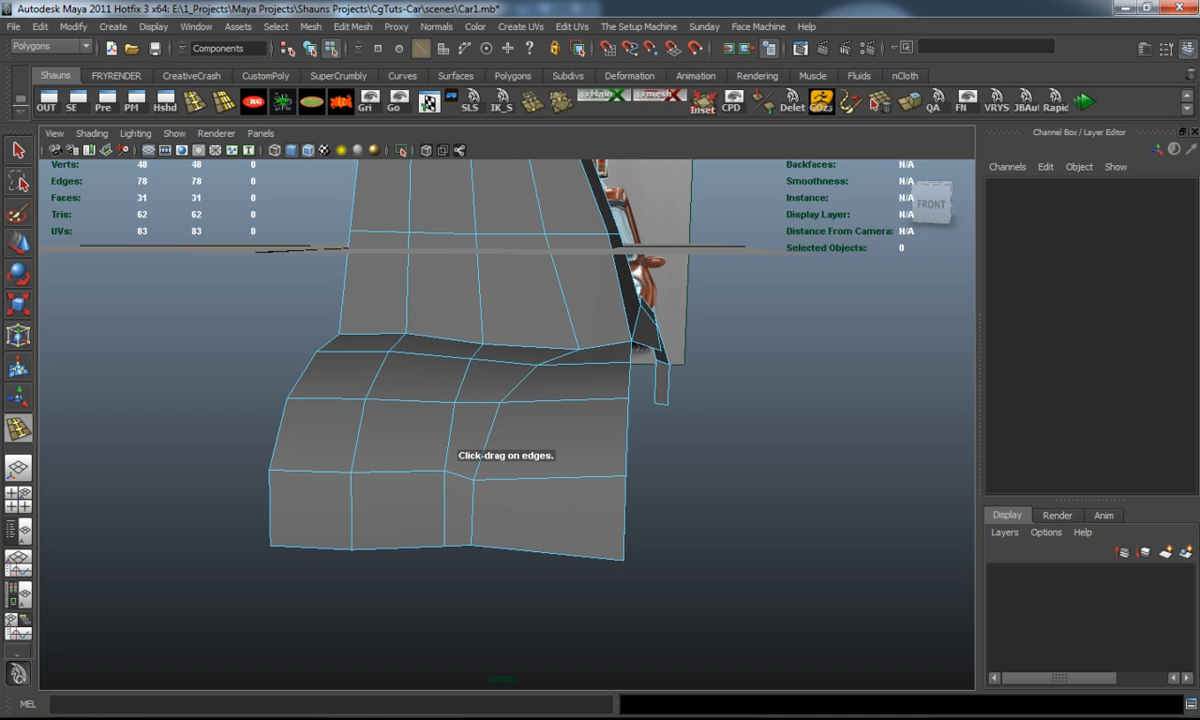 Autodesk Maya 2011 Hotfix 3 x64: E:\1_Projects\Maya Projects\Shauns Projects\CgTuts-Car\scenes\Car1.mb*
File Edit Modify Create Display Window Assets Select Mesh Edit Mesh Proxy Normals Color Create UVs Edit UVs The Setup Machine Sunday Face Machine Help
Polygons Components
Shauns FRYRENDER CreativeCrash CustomPoly SuperCrumbly Curves Surfaces Polygons Subdivs Deformation Animation Rendering Muscle Fluids nCloth
OUT SE Pre PM Hshd Gri Go SLS IK_S Inset CPD Delet GOz3 QA FN VRYS JBAu Rapic
View Shading Lighting Show Renderer Panels
Channel Box / Layer Editor
Channels Edit Object Show
Verts: 48 48 0
Edges: 78 78 0
Faces: 31 31 0
Tris: 62 62 0
UVs: 83 83 0
Backfaces: N/A
Smoothness: N/A
Instance: N/A
Display Layer: N/A
Distance From Camera: N/A
Selected Objects: 0
FRONT
Click-drag on edges.
persp
Display Render Anim
Layers Options Help
MEL